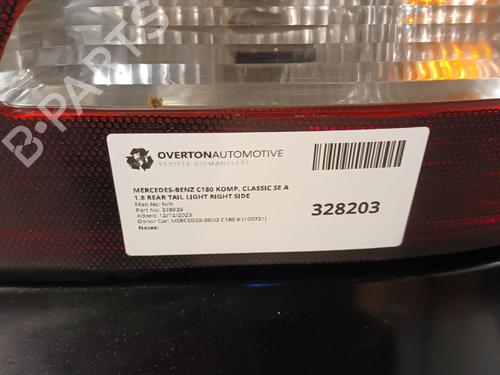 B-PARTS
OVERTONAUTOMOTIVE
VEHICLE DISMANTLERS
MERCEDES-BENZ C180 KOMP. CLASSIC SE A
1.8 REAR TAIL LIGHT RIGHT SIDE
Man No: N/A
Part No: 328939
Added: 12/12/2023
Donor Car: MERCEDES-BENZ C180 K (100721)
Notes:
328203